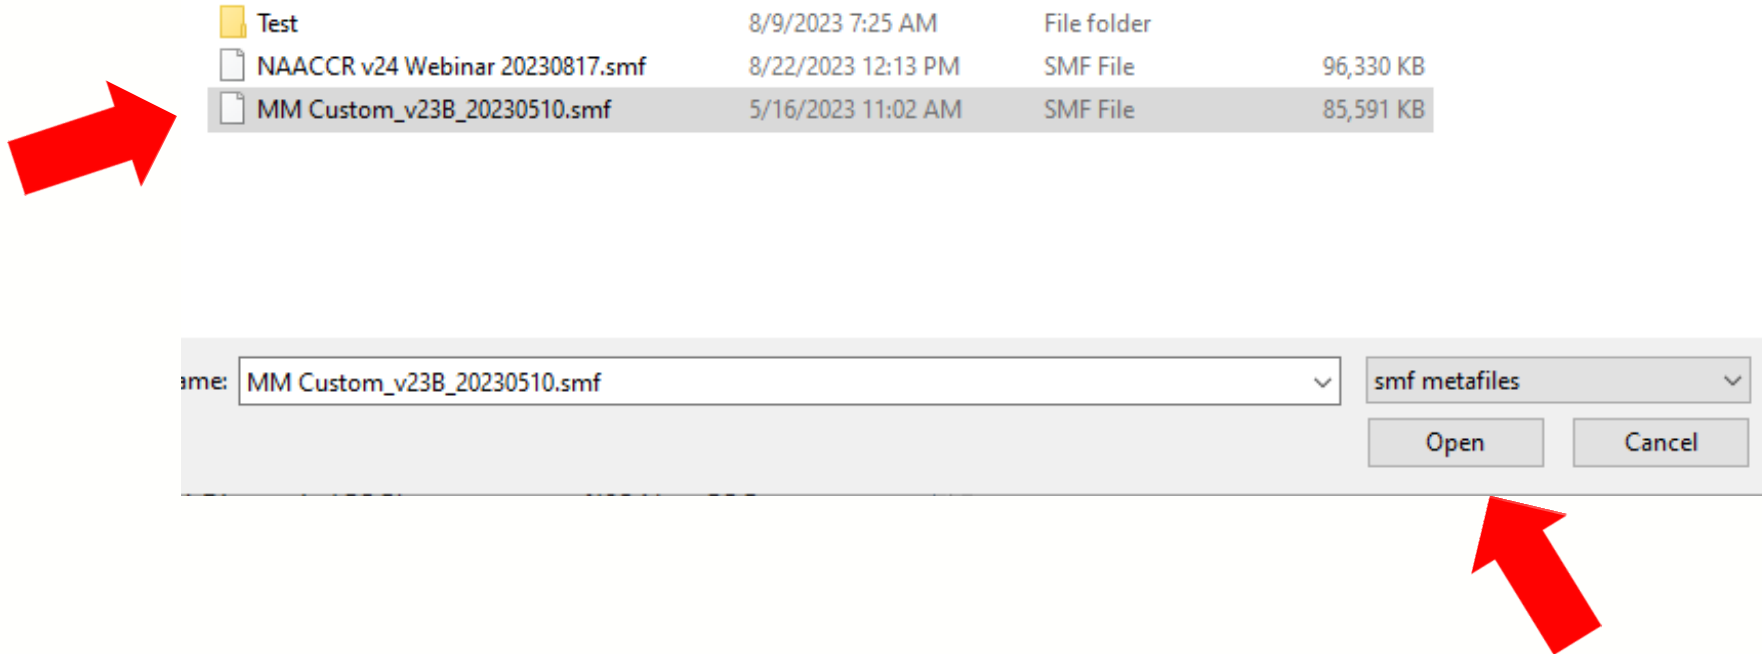 Test 8/9/2023 7:25 AM File folder
NAACCR v24 Webinar 20230817.smf 8/22/2023 12:13 PM SMF File 96,330 KB
MM Custom_v23B_20230510.smf 5/16/2023 11:02 AM SMF File 85,591 KB
ame: MM Custom_v23B_20230510.smf smf metafiles
Open Cancel